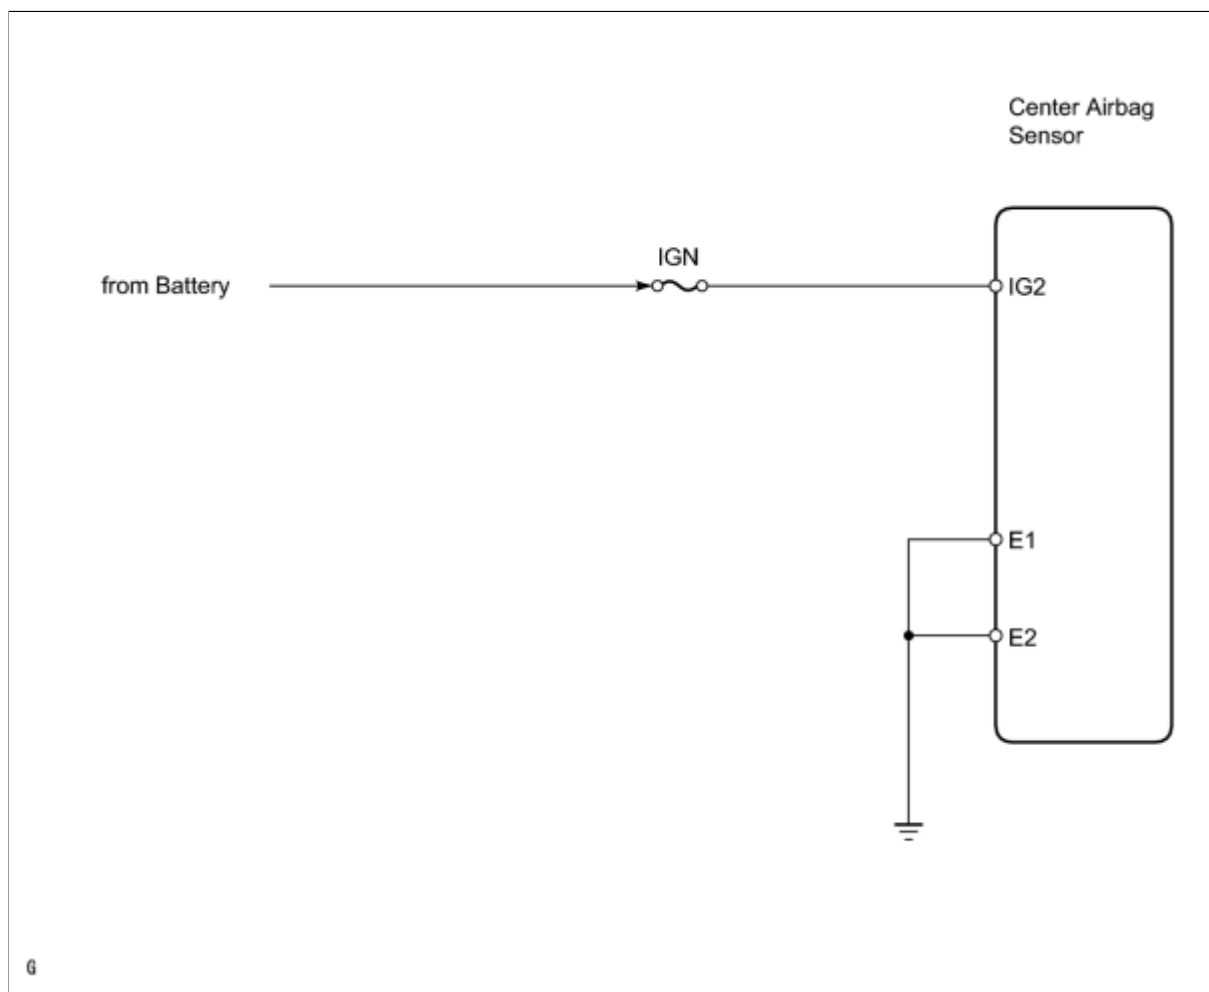 Center Airbag
Sensor
IGN
from Battery
IG2
E1
E2
G